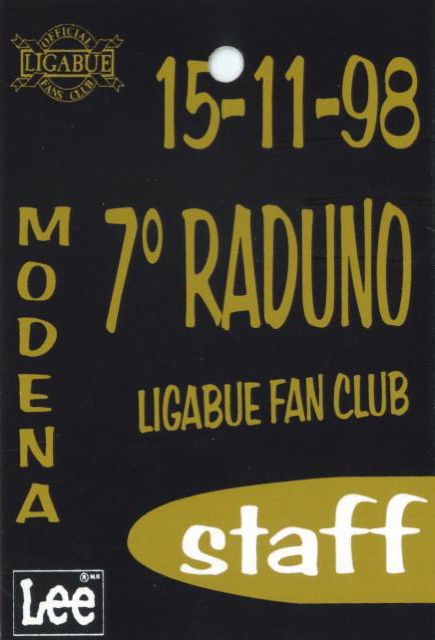 OFFICIAL
LIGABUE
FANS CLUB
15-11-98
7° RADUNO
MODENA
LIGABUE FAN CLUB
staff
Lee ® M.R